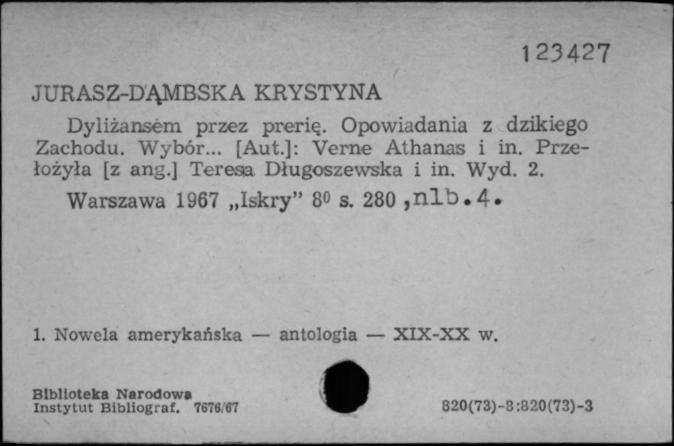 123427
JURASZ-DĄMBSKA KRYSTYNA
Dyliżansem przez prerię. Opowiadania z dzikiego
Zachodu. Wybór... [Aut.]: Verne Athanas i in. Prze-
łożyła [z ang.] Teresa Długoszewska i in. Wyd. 2.
Warszawa 1967 „Iskry” 8⁰ s. 280 , nlb. 4.
1. Nowela amerykańska — antologia — XIX-XX w.
Biblioteka Narodowa
Instytut Bibliograf. 7676/67
820(73)-3:820(73)-3